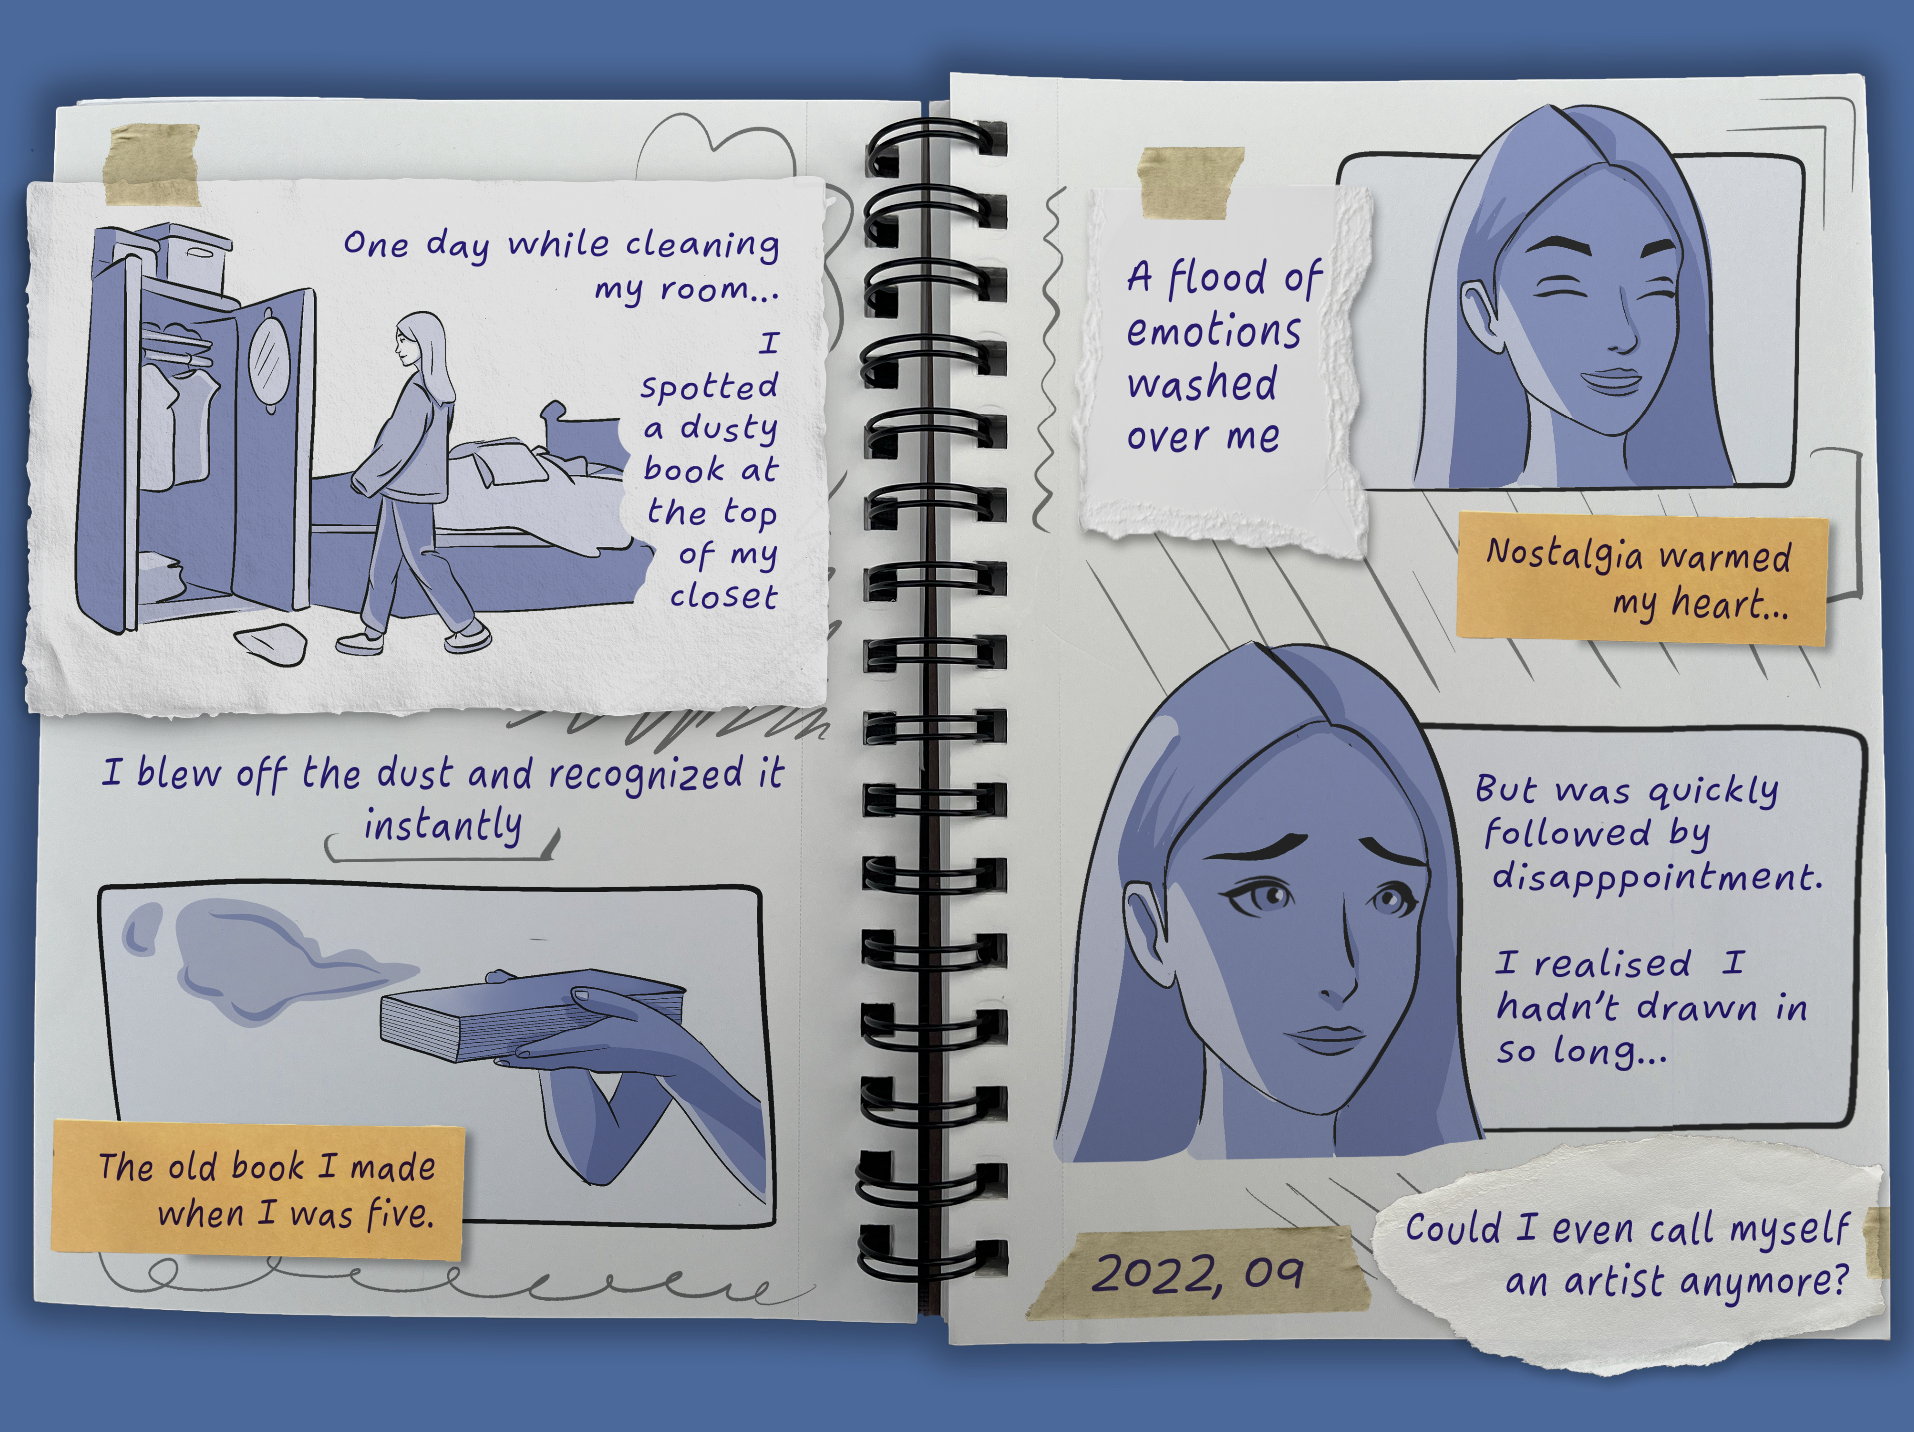 One day while cleaning
my room...
I
spotted
a dusty
book at
the top
of my
closet
I blew off the dust and recognized it
instantly
The old book I made
when I was five.
A flood of
emotions
washed
over me
Nostalgia warmed
my heart...
But was quickly
followed by
disapppointment.
I realised I
hadn't drawn in
so long...
Could I even call myself
an artist anymore?
2022, 09